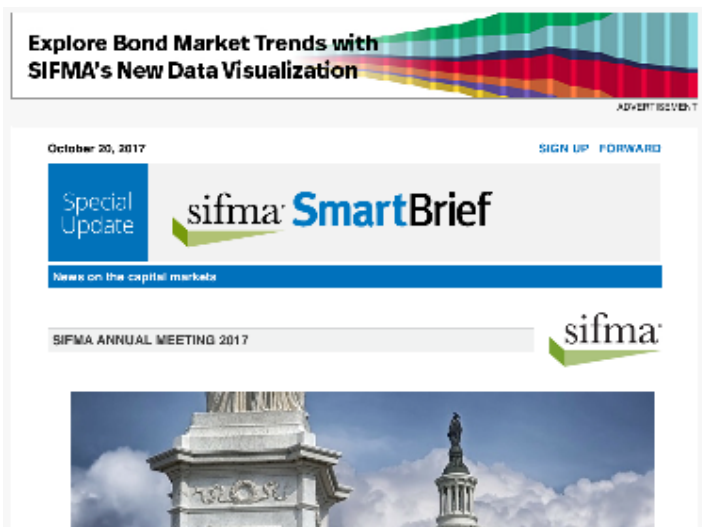 Explore Bond Market Trends with
SIFMA's New Data Visualization
ADVERTISEMENT
October 20, 2017
SIGN UP FORWARD
Special
Update
sifma SmartBrief
News on the capital markets
SIFMA ANNUAL MEETING 2017
sifma